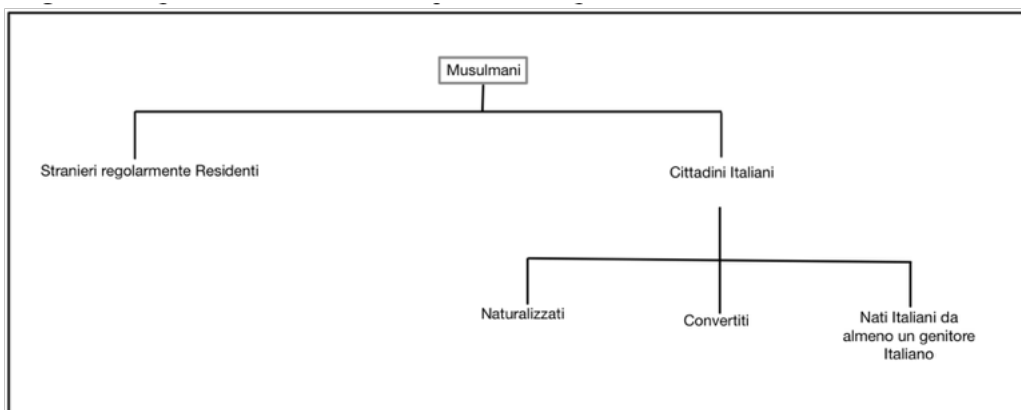 Musulmani
Stranieri regolarmente Residenti
Cittadini Italiani
Naturalizzati
Convertiti
Nati Italiani da
almeno un genitore
Italiano